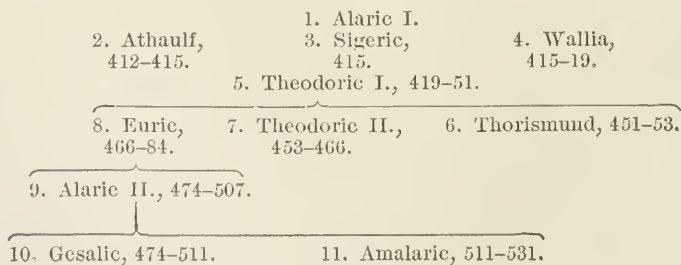 1. Alaric I.
2. Athaulf, 3. Sigeric, 4. Wallia,
412–415. 415. 415–19.
5. Theodoric I., 419–51.
8. Euric, 7. Theodoric II., 6. Thorismund, 451–53.
466–84. 453–466.
9. Alaric II., 474–507.
10. Gesalic, 474–511. 11. Amalaric, 511–531.